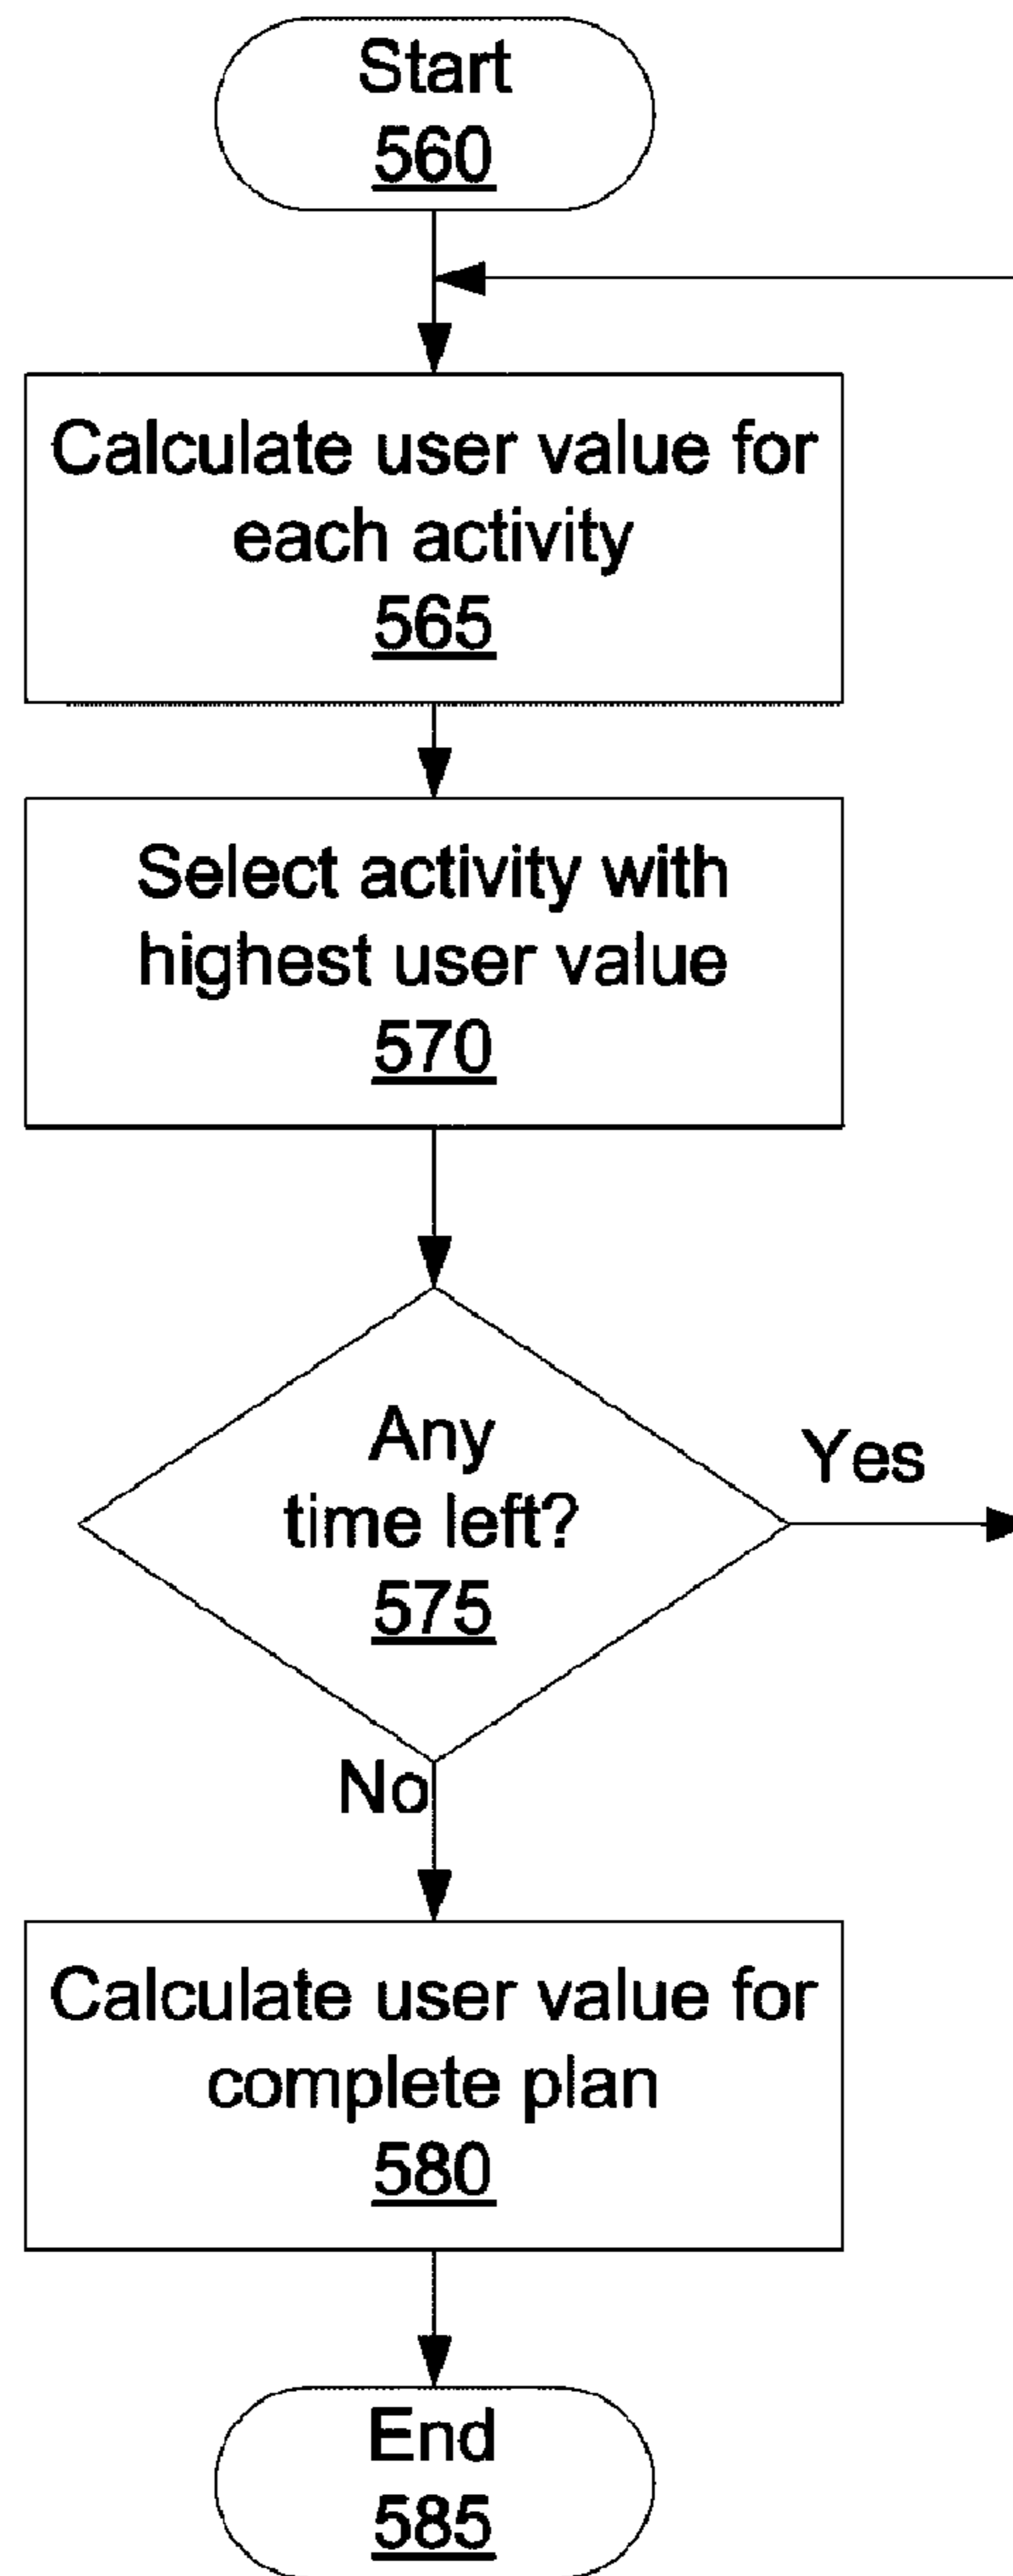 Start
560
Calculate user value for
each activity
565
Select activity with
highest user value
570
Any
time left?
575
Yes
No
Calculate user value for
complete plan
580
End
585